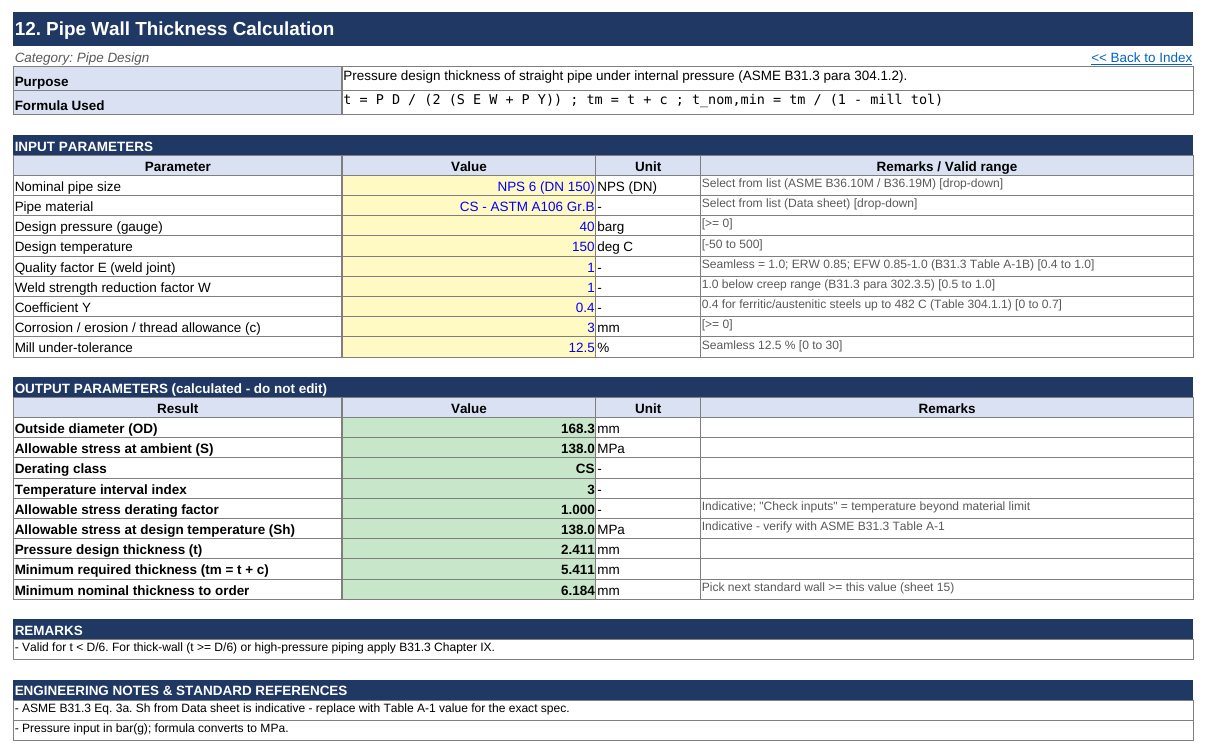 12. Pipe Wall Thickness Calculation
Category: Pipe Design << Back to Index
Purpose Pressure design thickness of straight pipe under internal pressure (ASME B31.3 para 304.1.2).
Formula Used t = P D / (2 (S E W + P Y)) ; tm = t + c ; t_nom,min = tm / (1 - mill tol)
INPUT PARAMETERS
Parameter Value Unit Remarks / Valid range
Nominal pipe size NPS 6 (DN 150) NPS (DN) Select from list (ASME B36.10M / B36.19M) [drop-down]
Pipe material CS - ASTM A106 Gr.B - Select from list (Data sheet) [drop-down]
Design pressure (gauge) 40 barg [>= 0]
Design temperature 150 deg C [-50 to 500]
Quality factor E (weld joint) 1 - Seamless = 1.0; ERW 0.85; EFW 0.85-1.0 (B31.3 Table A-1B) [0.4 to 1.0]
Weld strength reduction factor W 1 - 1.0 below creep range (B31.3 para 302.3.5) [0.5 to 1.0]
Coefficient Y 0.4 - 0.4 for ferritic/austenitic steels up to 482 C (Table 304.1.1) [0 to 0.7]
Corrosion / erosion / thread allowance (c) 3 mm [>= 0]
Mill under-tolerance 12.5 % Seamless 12.5 % [0 to 30]
OUTPUT PARAMETERS (calculated - do not edit)
Result Value Unit Remarks
Outside diameter (OD) 168.3 mm
Allowable stress at ambient (S) 138.0 MPa
Derating class CS -
Temperature interval index 3 -
Allowable stress derating factor 1.000 - Indicative; "Check inputs" = temperature beyond material limit
Allowable stress at design temperature (Sh) 138.0 MPa Indicative - verify with ASME B31.3 Table A-1
Pressure design thickness (t) 2.411 mm
Minimum required thickness (tm = t + c) 5.411 mm
Minimum nominal thickness to order 6.184 mm Pick next standard wall >= this value (sheet 15)
REMARKS
- Valid for t < D/6. For thick-wall (t >= D/6) or high-pressure piping apply B31.3 Chapter IX.
ENGINEERING NOTES & STANDARD REFERENCES
- ASME B31.3 Eq. 3a. Sh from Data sheet is indicative - replace with Table A-1 value for the exact spec.
- Pressure input in bar(g); formula converts to MPa.